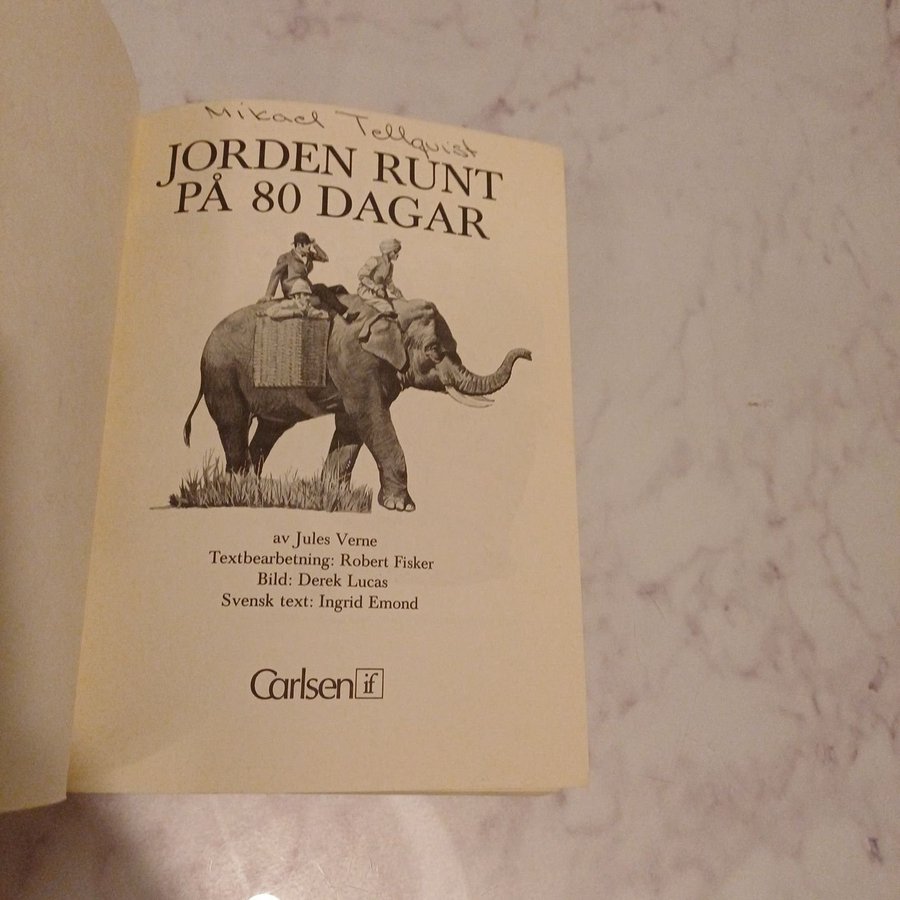 Mikael Tellqvist
JORDEN RUNT
PÅ 80 DAGAR
av Jules Verne
Textbearbetning: Robert Fisker
Bild: Derek Lucas
Svensk text: Ingrid Emond
Carlsen if